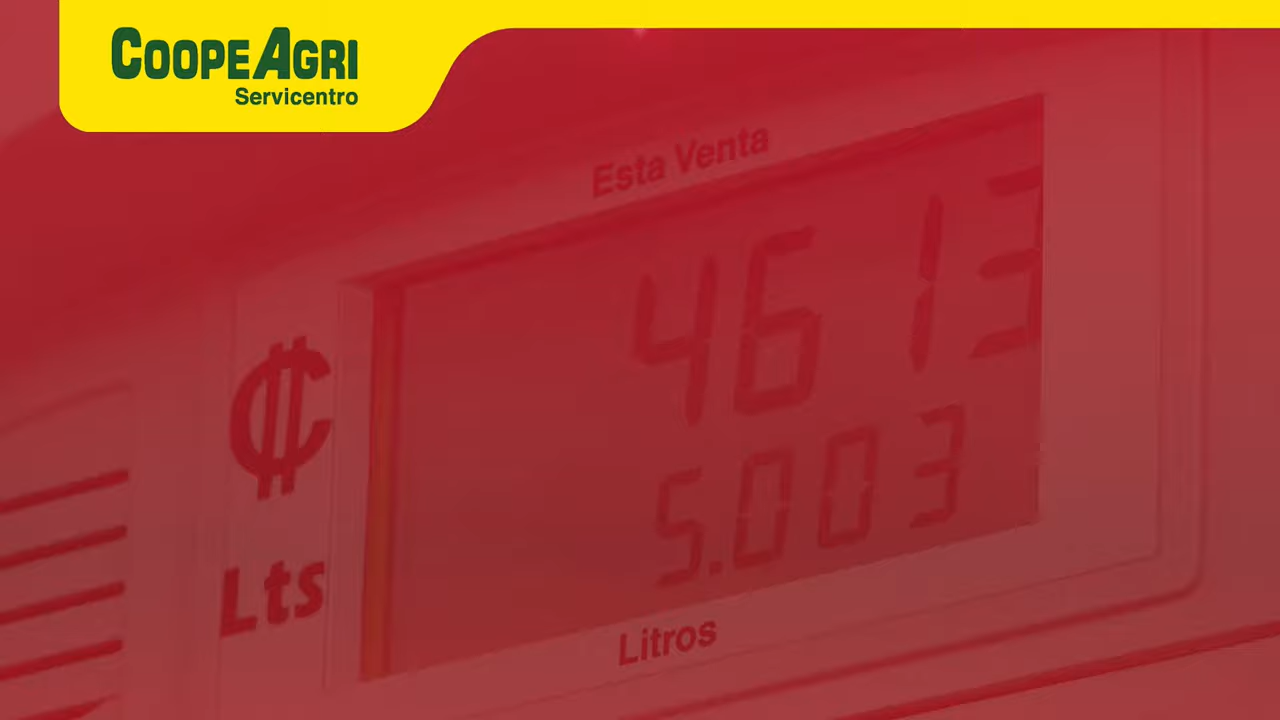 COOPEAGRI
Servicentro
Esta Venta
₡
4613
Lts
5.003
Litros